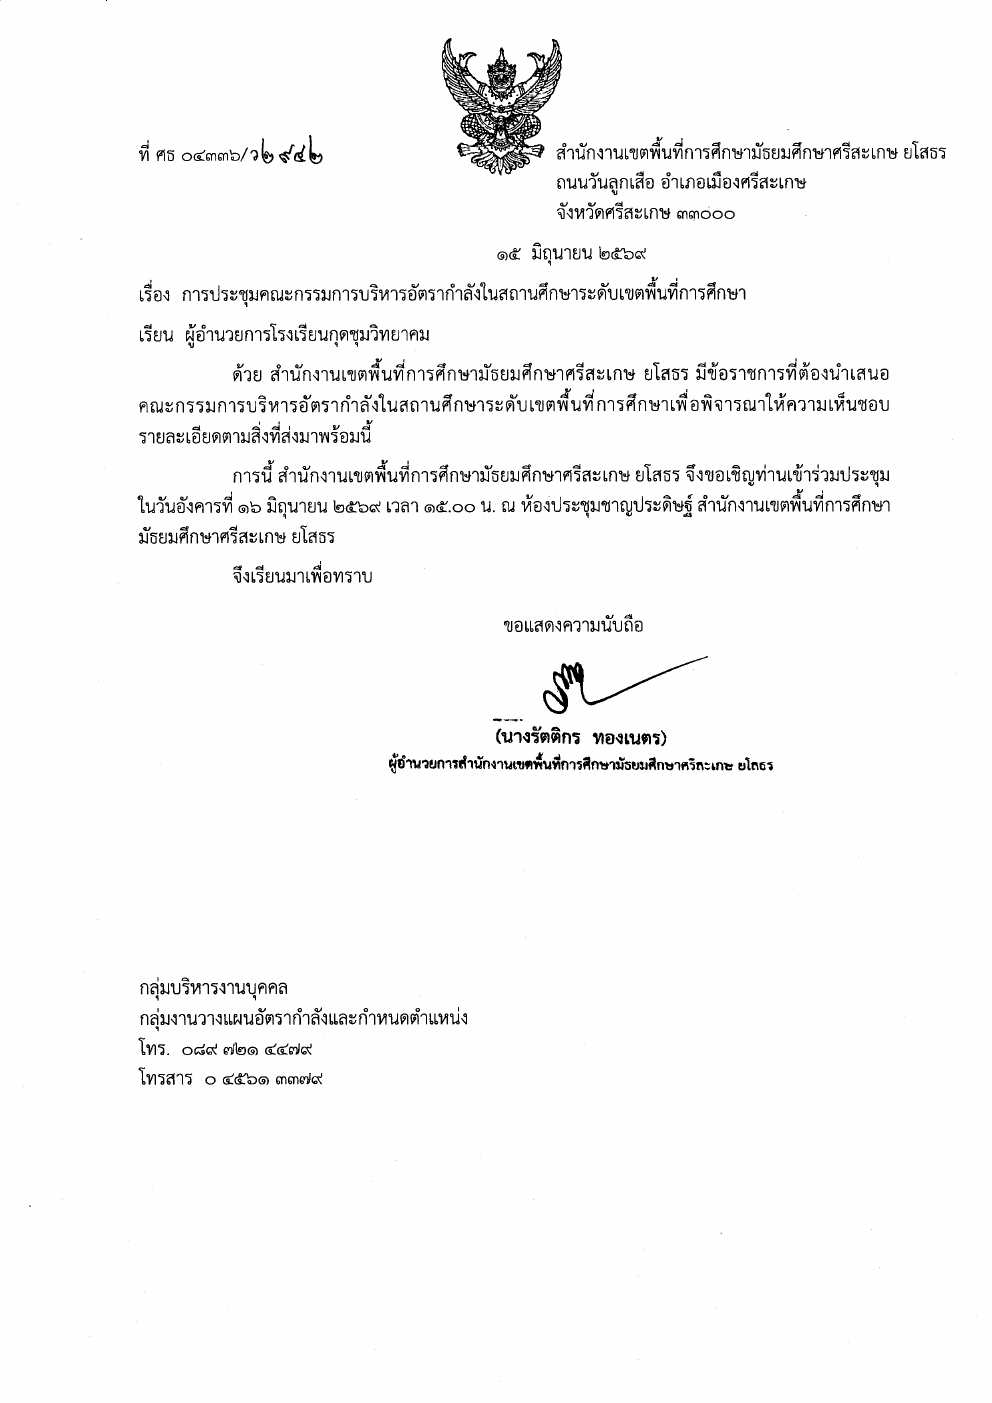 ที่ ศธ ๐๔๓๓๖/ว๒๙๔๒
สำนักงานเขตพื้นที่การศึกษามัธยมศึกษาศรีสะเกษ ยโสธร
ถนนวันลูกเสือ อำเภอเมืองศรีสะเกษ
จังหวัดศรีสะเกษ ๓๓๐๐๐
๑๕ มิถุนายน ๒๕๖๙
เรื่อง การประชุมคณะกรรมการบริหารอัตรากำลังในสถานศึกษาระดับเขตพื้นที่การศึกษา
เรียน ผู้อำนวยการโรงเรียนกุดชุมวิทยาคม
ด้วย สำนักงานเขตพื้นที่การศึกษามัธยมศึกษาศรีสะเกษ ยโสธร มีข้อราชการที่ต้องนำเสนอ
คณะกรรมการบริหารอัตรากำลังในสถานศึกษาระดับเขตพื้นที่การศึกษาเพื่อพิจารณาให้ความเห็นชอบ
รายละเอียดตามสิ่งที่ส่งมาพร้อมนี้
การนี้ สำนักงานเขตพื้นที่การศึกษามัธยมศึกษาศรีสะเกษ ยโสธร จึงขอเชิญท่านเข้าร่วมประชุม
ในวันอังคารที่ ๑๖ มิถุนายน ๒๕๖๙ เวลา ๑๕.๐๐ น. ณ ห้องประชุมชาญประดิษฐ์ สำนักงานเขตพื้นที่การศึกษา
มัธยมศึกษาศรีสะเกษ ยโสธร
จึงเรียนมาเพื่อทราบ
ขอแสดงความนับถือ
(นางรัตติกร ทองเนตร)
ผู้อำนวยการสำนักงานเขตพื้นที่การศึกษามัธยมศึกษาศรีสะเกษ ยโสธร
กลุ่มบริหารงานบุคคล
กลุ่มงานวางแผนอัตรากำลังและกำหนดตำแหน่ง
โทร. ๐๘๙ ๗๒๑ ๔๔๗๙
โทรสาร ๐ ๔๕๖๑ ๓๓๗๙